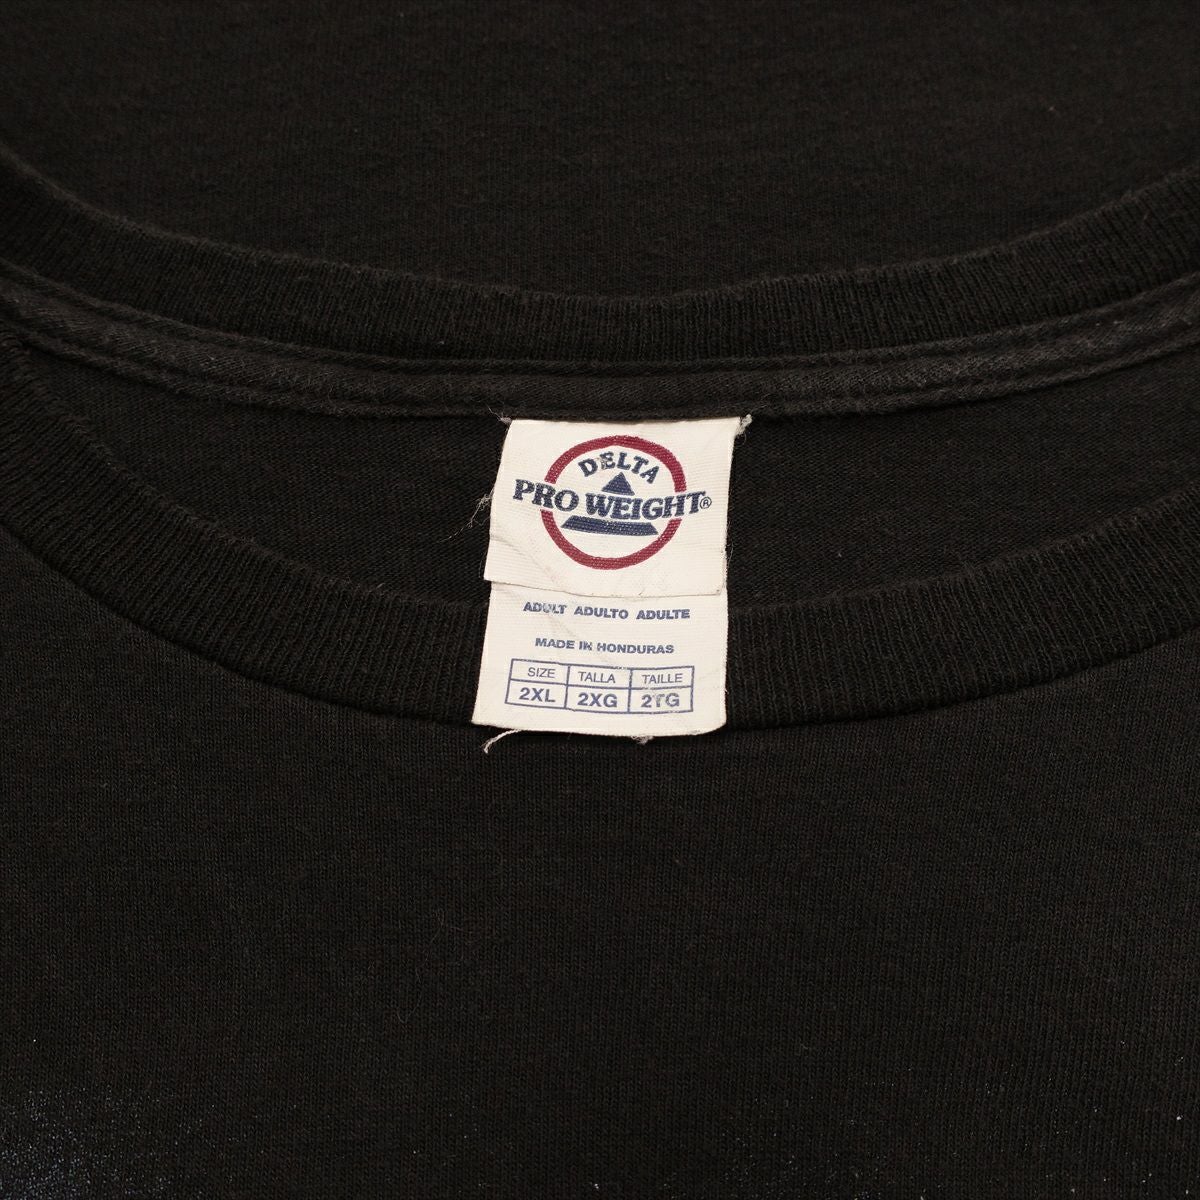 DELTA
PRO WEIGHT®
ADULT ADULTO ADULTE
MADE IN HONDURAS
SIZE TALLA TAILLE
2XL 2XG 2TG